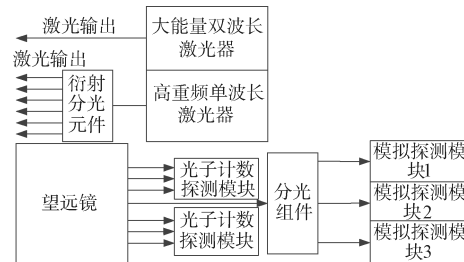 激光输出
大能量双波长
激光器
激光输出
衍射
分光
元件
高重频单波长
激光器
望远镜
光子计数
探测模块
光子计数
探测模块
分光
组件
模拟探测模
块1
模拟探测模
块2
模拟探测模
块3